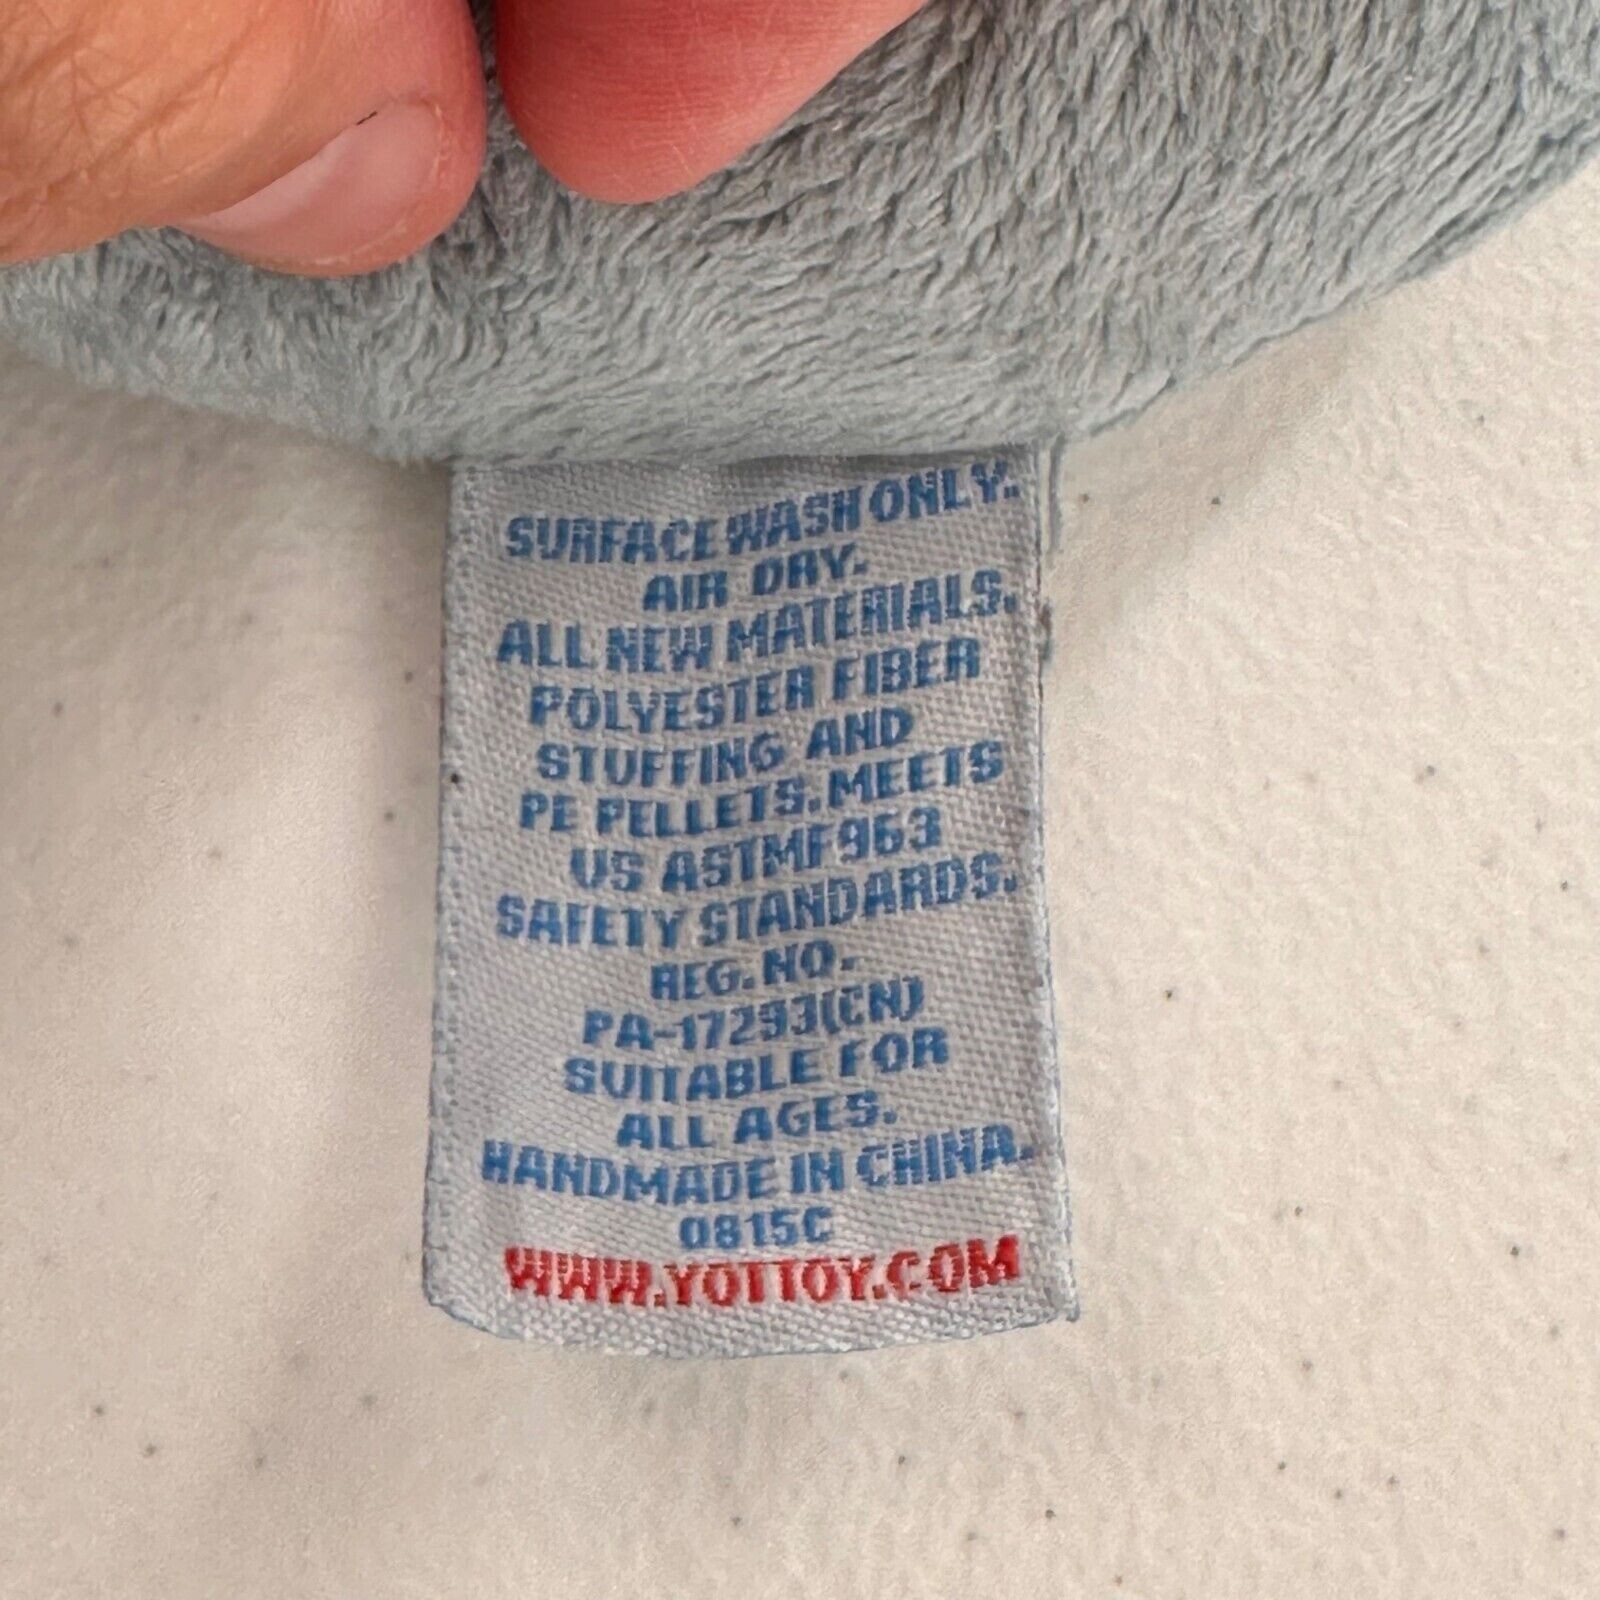 SURFACE WASH ONLY.
AIR DRY.
ALL NEW MATERIALS.
POLYESTER FIBER
STUFFING AND
PE PELLETS. MEETS
US ASTMF963
SAFETY STANDARDS.
REG. NO.
PA-17293(CN)
SUITABLE FOR
ALL AGES.
HANDMADE IN CHINA.
0815C
WWW.YOTTOY.COM